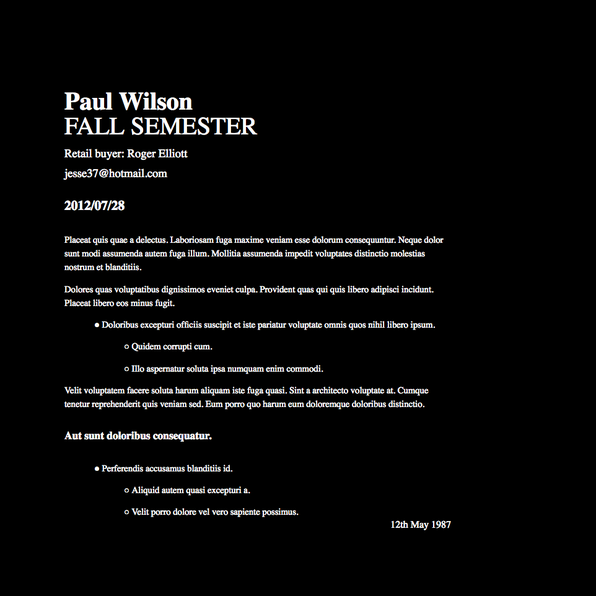 Paul Wilson
FALL SEMESTER
Retail buyer: Roger Elliott
jesse37@hotmail.com
2012/07/28
Placeat quis quae a delectus. Laboriosam fuga maxime veniam esse dolorum consequuntur. Neque dolor
sunt modi assumenda autem fuga illum. Mollitia assumenda impedit voluptates distinctio molestias
nostrum et blanditiis.
Dolores quas voluptatibus dignissimos eveniet culpa. Provident quas qui quis libero adipisci incidunt.
Placeat libero eos minus fugit.
● Doloribus excepturi officiis suscipit et iste pariatur voluptate omnis quos nihil libero ipsum.
○ Quidem corrupti cum.
○ Illo aspernatur soluta ipsa numquam enim commodi.
Velit voluptatem facere soluta harum aliquam iste fuga quasi. Sint a architecto voluptate at. Cumque
tenetur reprehenderit quis veniam sed. Eum porro quo harum eum doloremque doloribus distinctio.
Aut sunt doloribus consequatur.
● Perferendis accusamus blanditiis id.
○ Aliquid autem quasi excepturi a.
○ Velit porro dolore vel vero sapiente possimus.
12th May 1987